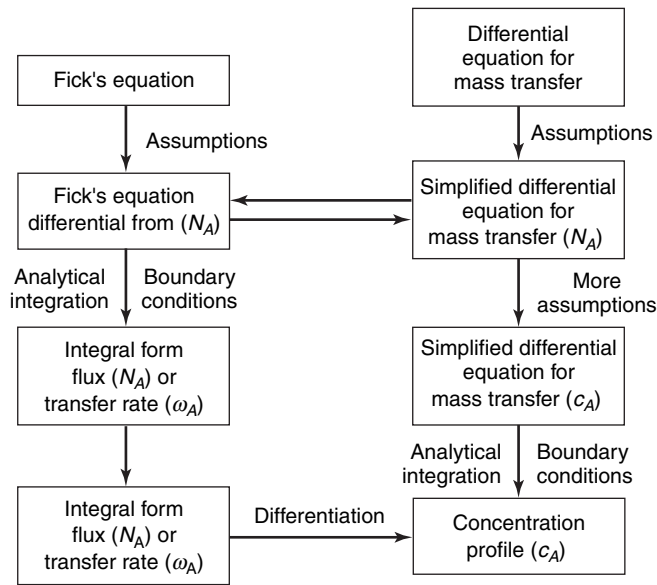 Fick's equation
Differential
equation for
mass transfer
Assumptions
Assumptions
Fick's equation
differential from (N_A)
Simplified differential
equation for
mass transfer (N_A)
Analytical
integration
Boundary
conditions
More
assumptions
Integral form
flux (N_A) or
transfer rate (ω_A)
Simplified differential
equation for
mass transfer (c_A)
Analytical
integration
Boundary
conditions
Integral form
flux (N_A) or
transfer rate (ω_A)
Differentiation
Concentration
profile (c_A)